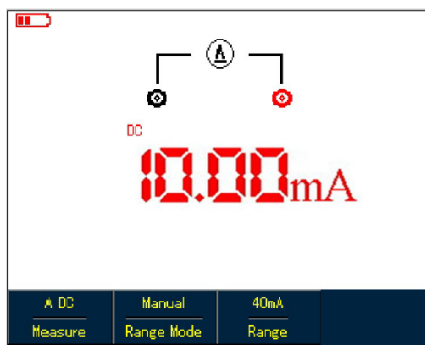 A
DC
10.00mA
A DC Manual 40mA
Measure Range Mode Range